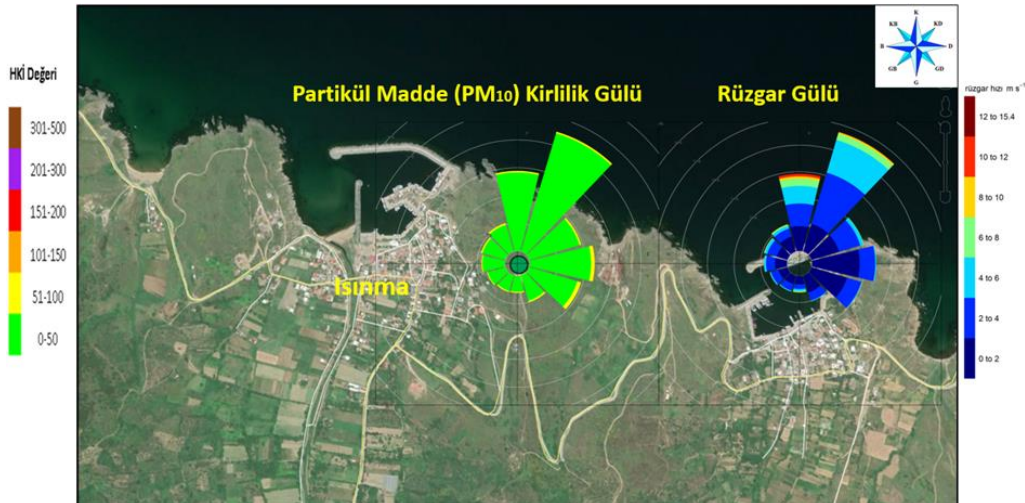 HKİ Değeri
301-500
201-300
151-200
101-150
51-100
0-50
Partikül Madde (PM₁₀) Kirlilik Gülü
Rüzgar Gülü
Isınma
K
KB
KD
B
D
GB
GD
G
rüzgar hızı m s⁻¹
12 to 15.4
10 to 12
8 to 10
6 to 8
4 to 6
2 to 4
0 to 2